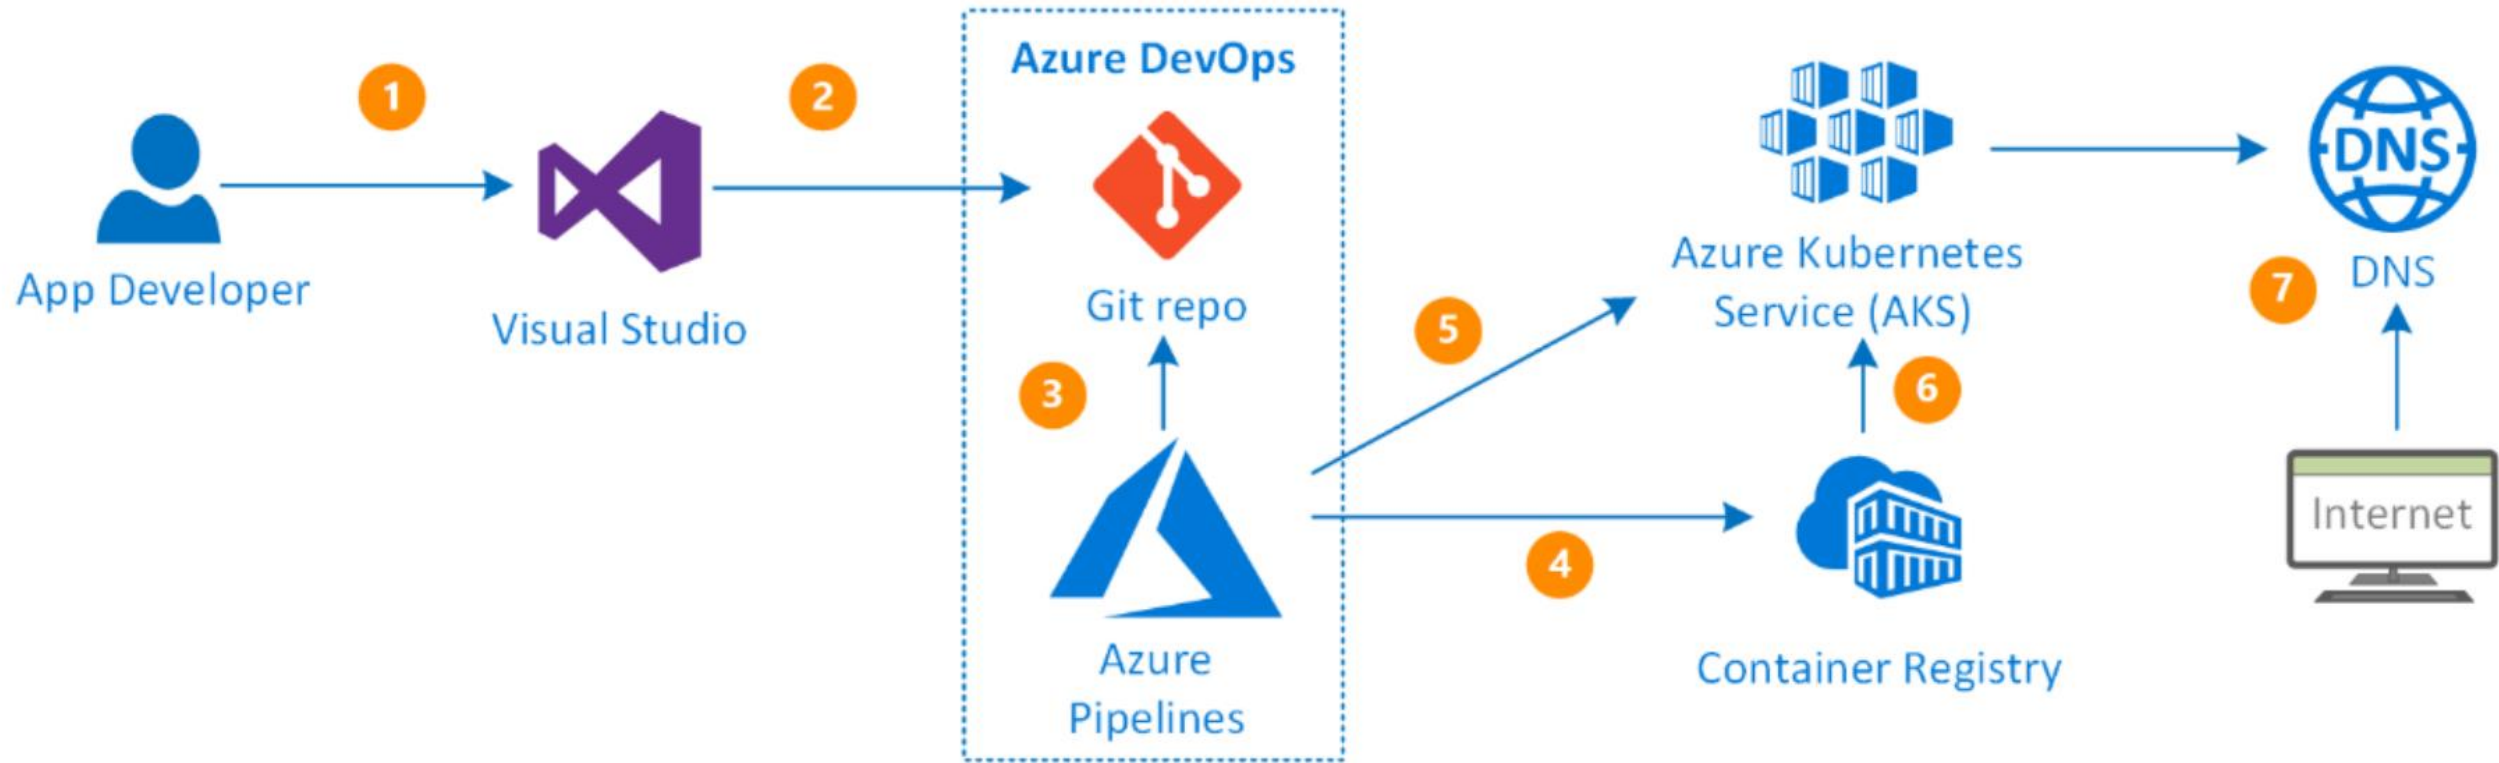 Azure DevOps
1
2
DNS
App Developer
Visual Studio
Git repo
Azure Kubernetes
Service (AKS)
DNS
7
3
5
6
4
Internet
Azure
Pipelines
Container Registry